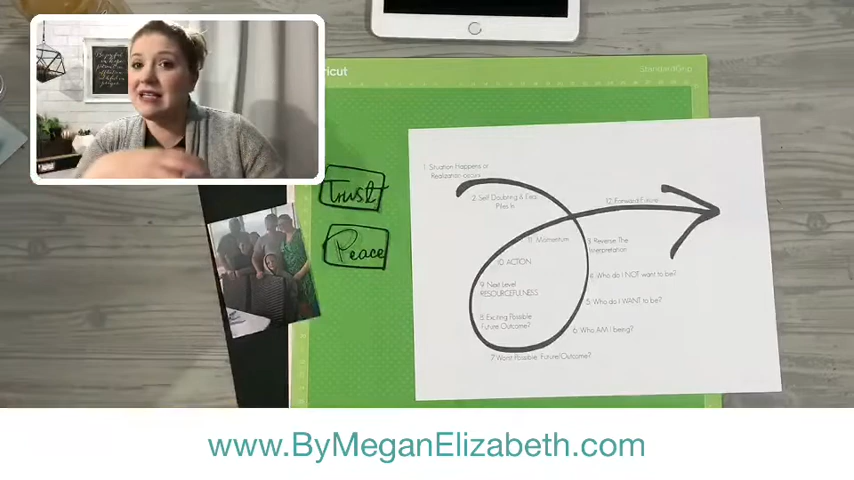 ricut
StandardGrip
Trust
Peace
1. Situation Happens or
Realization occurs
2. Self Doubting & Fear
Piles In
12. Forward Future
11. Momentum
3. Reverse The
Interpretation
10. ACTION
4. Who do I NOT want to be?
9. Next Level
RESOURCEFULNESS
5. Who do I WANT to be?
Exciting Possible
Future Outcome?
6. Who AM I being?
7. Worst Possible Future/Outcome?
www.ByMeganElizabeth.com